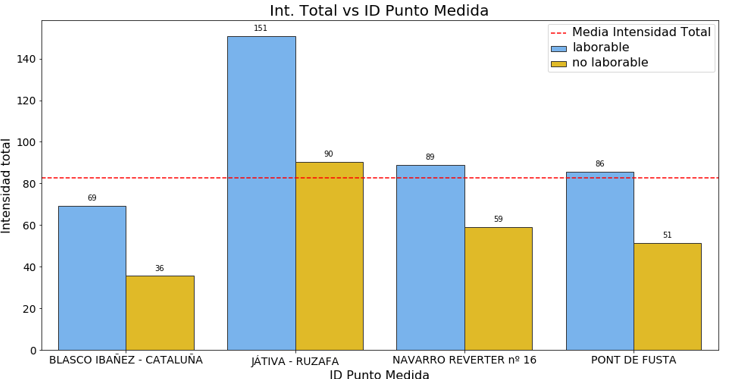 Int. Total vs ID Punto Medida
Media Intensidad Total
laborable
no laborable
Intensidad total
140
120
100
80
60
40
20
0
69
36
151
90
89
59
86
51
BLASCO IBAÑEZ - CATALUÑA
JÁTIVA - RUZAFA
NAVARRO REVERTER nº 16
PONT DE FUSTA
ID Punto Medida